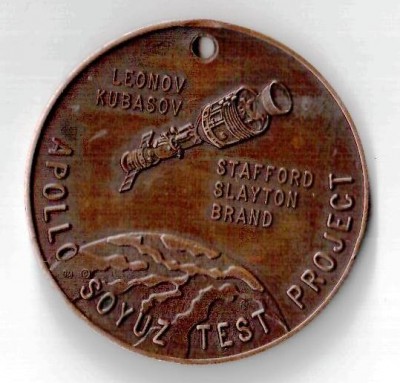 LEONOV
KUBASOV
STAFFORD
SLAYTON
BRAND
APOLLO SOYUZ TEST PROJECT